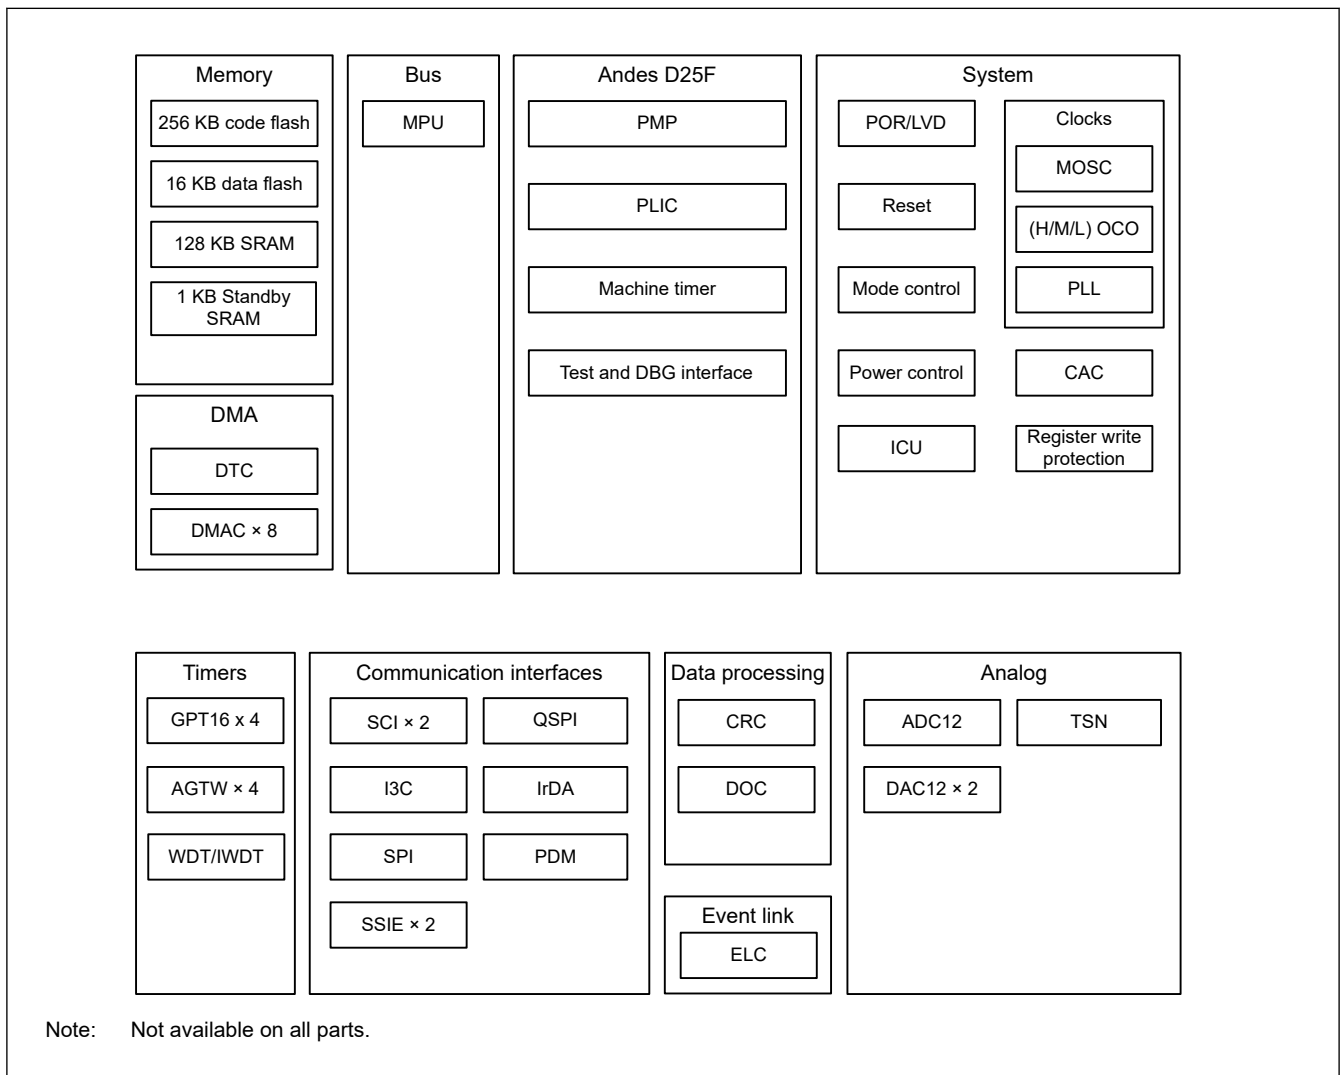 Memory
256 KB code flash
16 KB data flash
128 KB SRAM
1 KB Standby
SRAM
DMA
DTC
DMAC × 8
Bus
MPU
Andes D25F
PMP
PLIC
Machine timer
Test and DBG interface
System
POR/LVD
Reset
Mode control
Power control
ICU
Clocks
MOSC
(H/M/L) OCO
PLL
CAC
Register write
protection
Timers
GPT16 x 4
AGTW × 4
WDT/IWDT
Communication interfaces
SCI × 2
QSPI
I3C
IrDA
SPI
PDM
SSIE × 2
Data processing
CRC
DOC
Event link
ELC
Analog
ADC12
TSN
DAC12 × 2
Note: Not available on all parts.